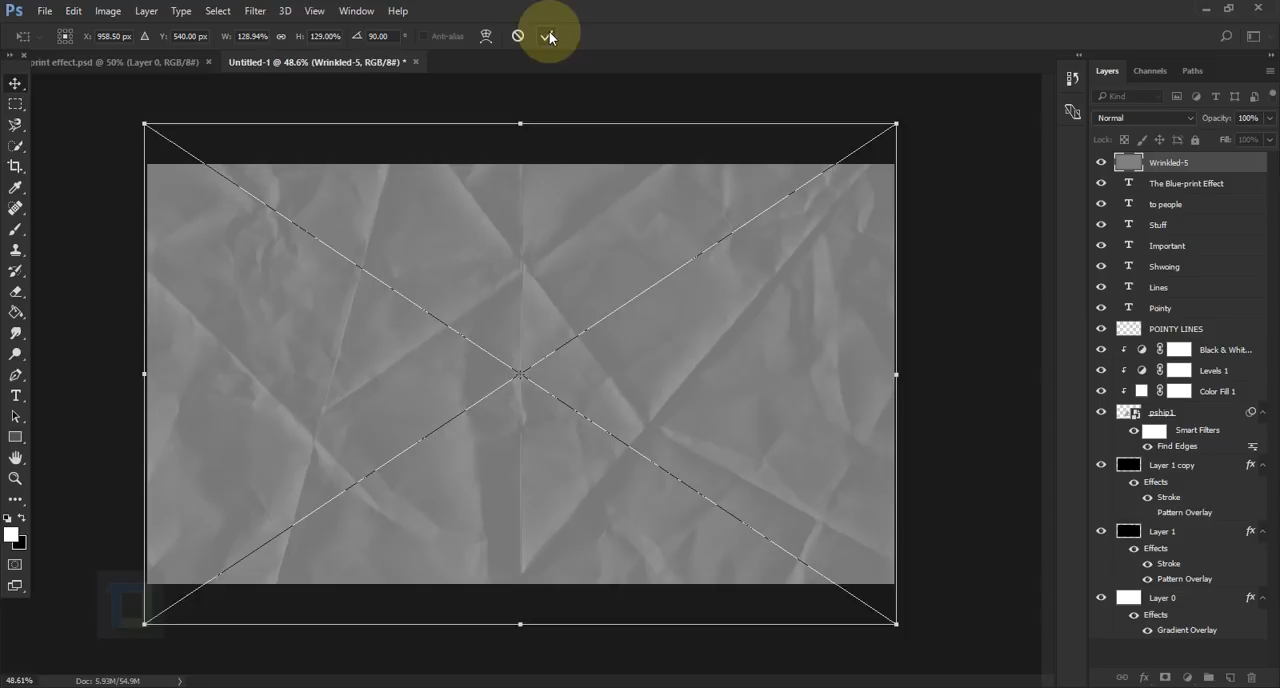 Ps File Edit Image Layer Type Select Filter 3D View Window Help
X: 958.50 px Y: 540.00 px W: 128.94% H: 129.00% 90.00 ° Anti-alias
print effect.psd @ 50% (Layer 0, RGB/8#) × Untitled-1 @ 48.6% (Wrinkled-5, RGB/8#) * ×
Layers Channels Paths
Kind
Normal Opacity: 100%
Lock: Fill: 100%
Wrinkled-5
T The Blue-print Effect
T to people
T Stuff
T Important
T Shwoing
T Lines
T Pointy
POINTY LINES
Black & Whit...
Levels 1
Color Fill 1
pship1
Smart Filters
Find Edges
Layer 1 copy fx
Effects
Stroke
Pattern Overlay
Layer 1 fx
Effects
Stroke
Pattern Overlay
Layer 0 fx
Effects
Gradient Overlay
48.61% Doc: 5.93M/54.9M